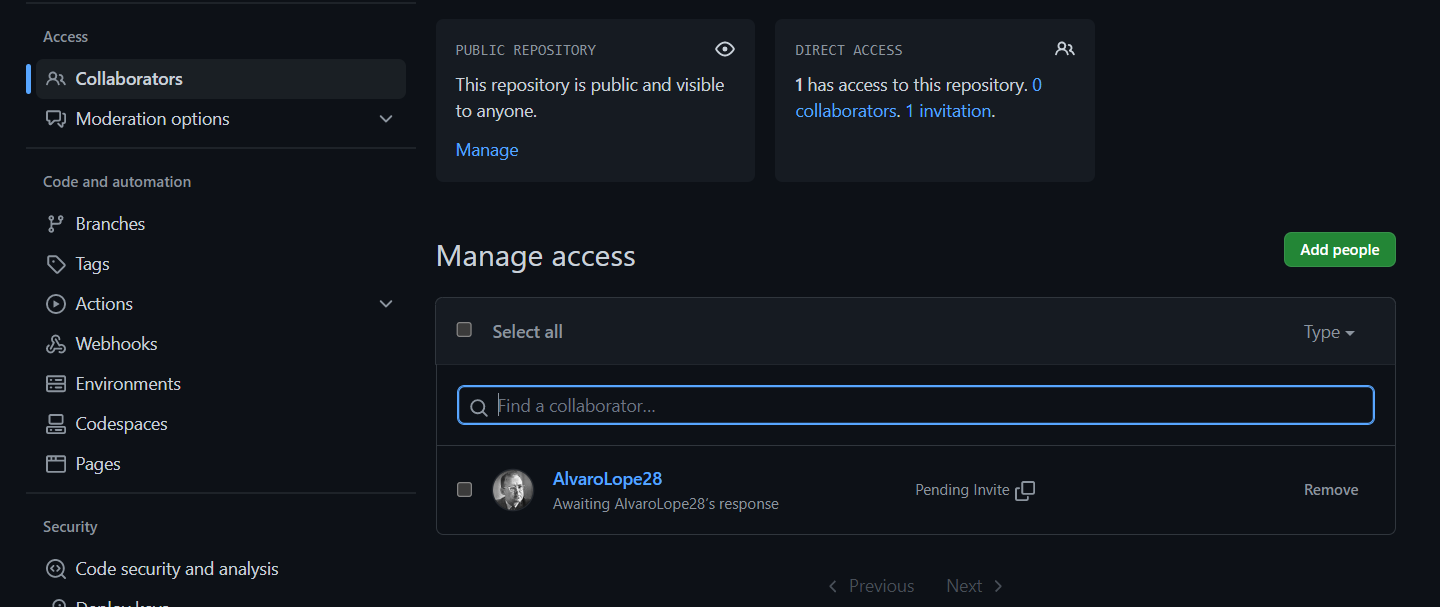 Access
Collaborators
Moderation options
Code and automation
Branches
Tags
Actions
Webhooks
Environments
Codespaces
Pages
Security
Code security and analysis
Deploy keys
PUBLIC REPOSITORY
This repository is public and visible
to anyone.
Manage
DIRECT ACCESS
1 has access to this repository. 0
collaborators. 1 invitation.
Manage access
Add people
Select all
Type
Find a collaborator...
AlvaroLope28
Awaiting AlvaroLope28's response
Pending Invite
Remove
Previous
Next